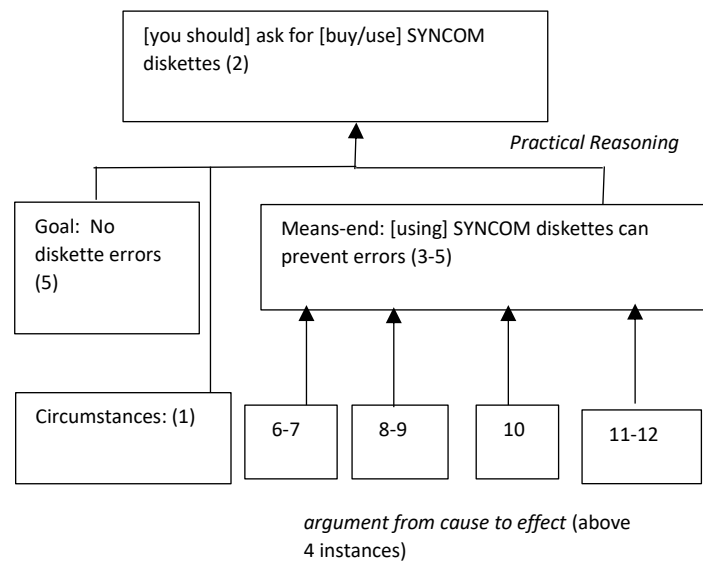 [you should] ask for [buy/use] SYNCOM
diskettes (2)
Practical Reasoning
Goal: No
diskette errors
(5)
Means-end: [using] SYNCOM diskettes can
prevent errors (3-5)
Circumstances: (1)
6-7
8-9
10
11-12
argument from cause to effect (above
4 instances)